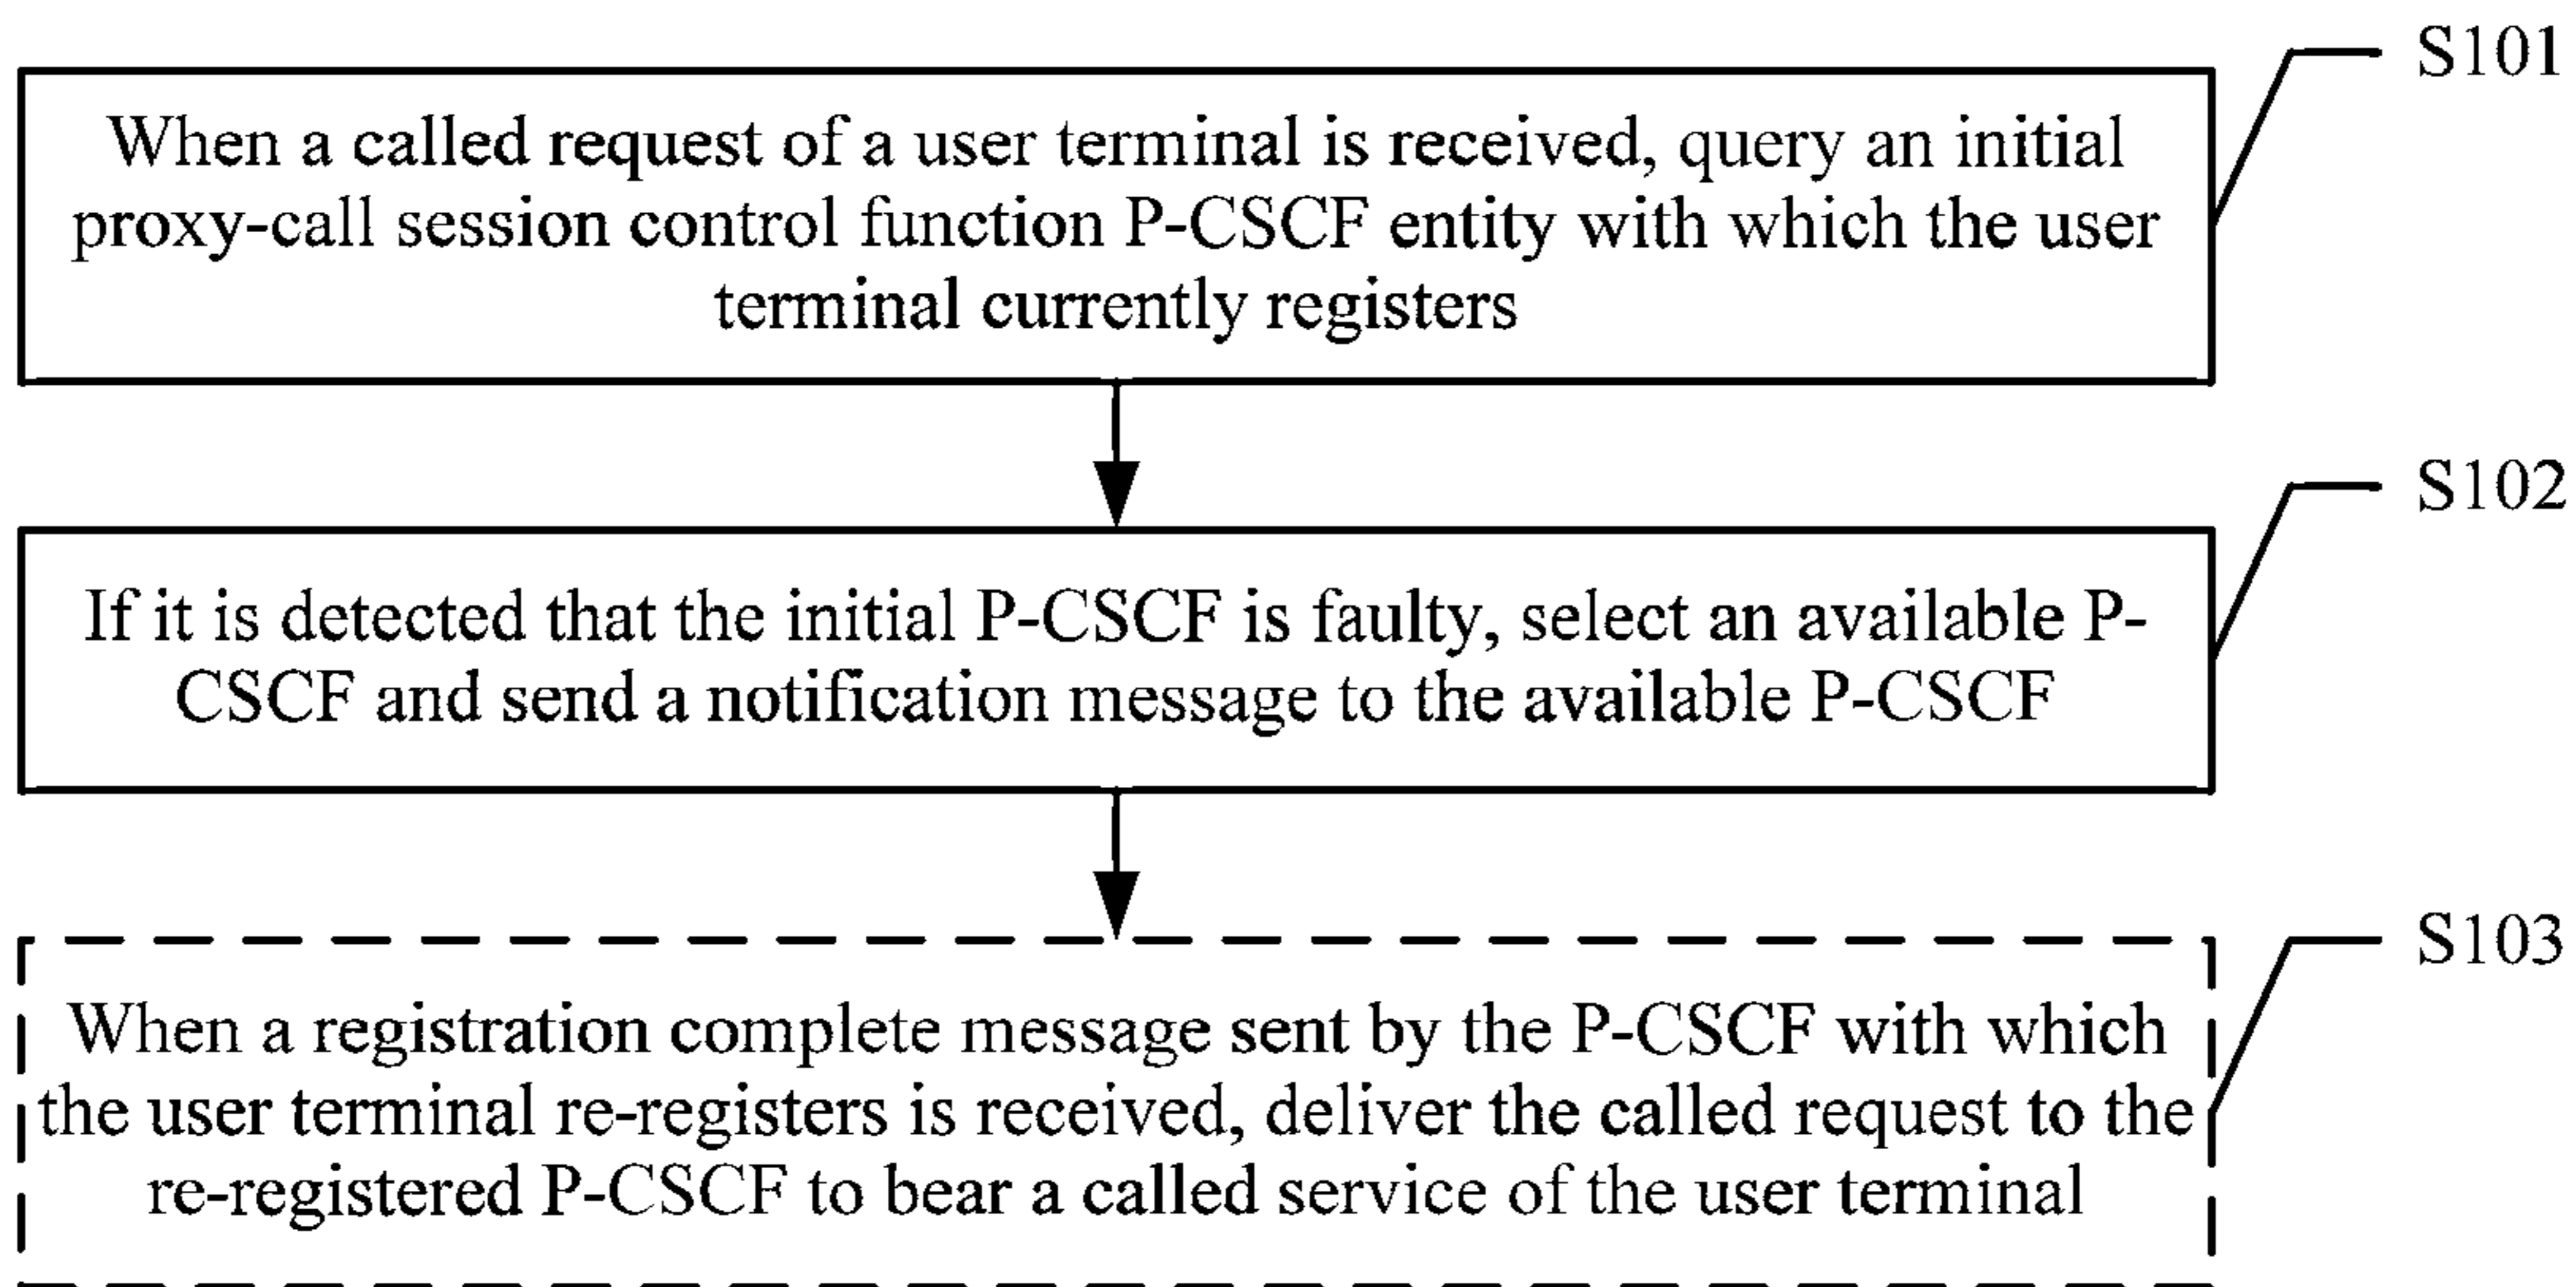 S101
When a called request of a user terminal is received, query an initial
proxy-call session control function P-CSCF entity with which the user
terminal currently registers
S102
If it is detected that the initial P-CSCF is faulty, select an available P-
CSCF and send a notification message to the available P-CSCF
S103
When a registration complete message sent by the P-CSCF with which
the user terminal re-registers is received, deliver the called request to the
re-registered P-CSCF to bear a called service of the user terminal